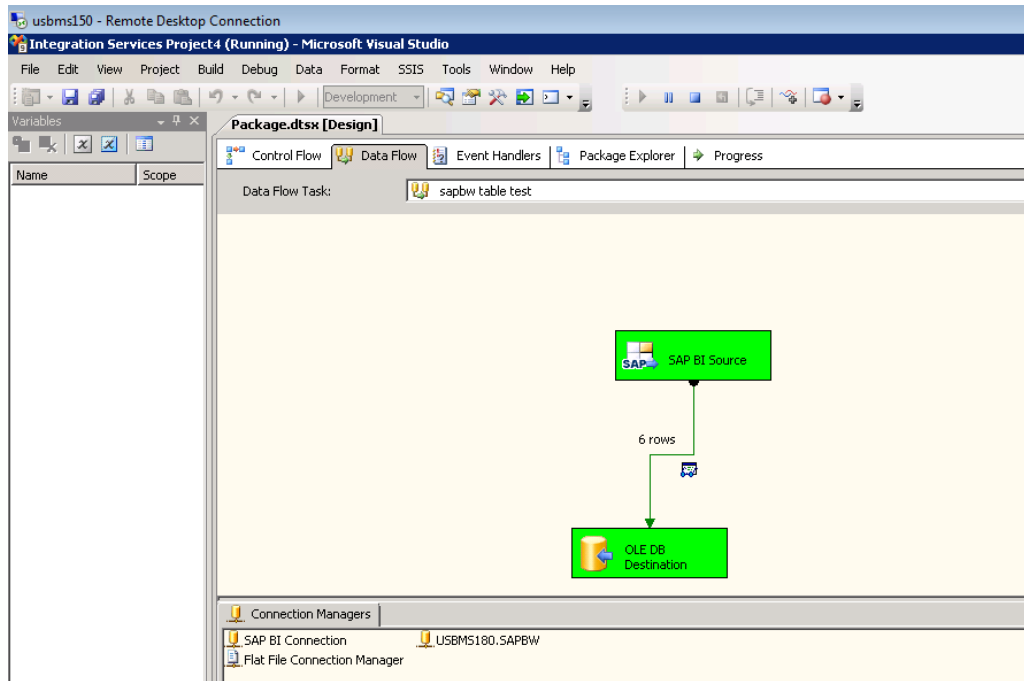 usbms150 - Remote Desktop Connection
Integration Services Project4 (Running) - Microsoft Visual Studio
File Edit View Project Build Debug Data Format SSIS Tools Window Help
Development
Variables
Package.dtsx [Design]
Control Flow Data Flow Event Handlers Package Explorer Progress
Name Scope
Data Flow Task: sapbw table test
SAP SAP BI Source
6 rows
OLE DB
Destination
Connection Managers
SAP BI Connection USBMS180.SAPBW
Flat File Connection Manager